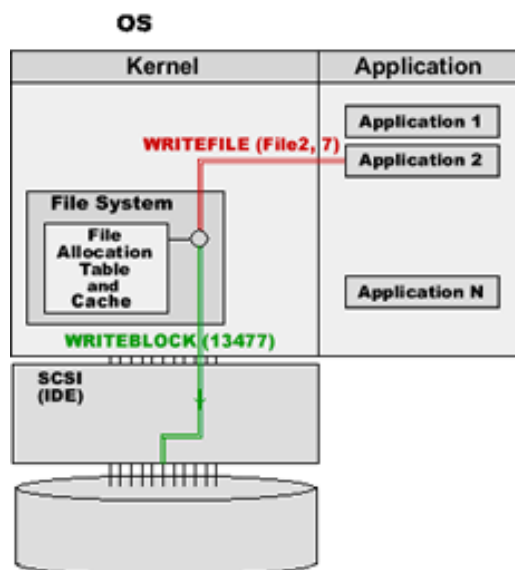 OS
Kernel
Application
Application 1
WRITEFILE (File2, 7)
Application 2
File System
File
Allocation
Table
and
Cache
Application N
WRITEBLOCK (13477)
SCSI
(IDE)